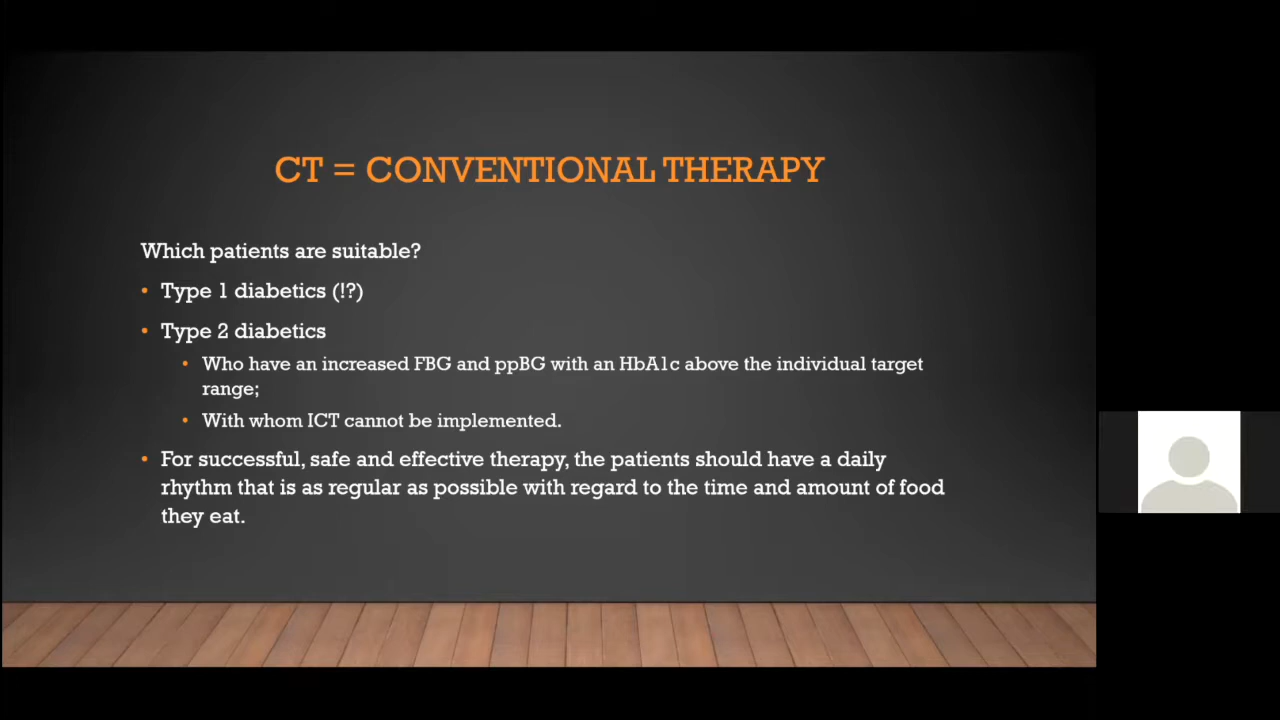 CT = CONVENTIONAL THERAPY
Which patients are suitable?
• Type 1 diabetics (!?)
• Type 2 diabetics
• Who have an increased FBG and ppBG with an HbA1c above the individual target
range;
• With whom ICT cannot be implemented.
• For successful, safe and effective therapy, the patients should have a daily
rhythm that is as regular as possible with regard to the time and amount of food
they eat.